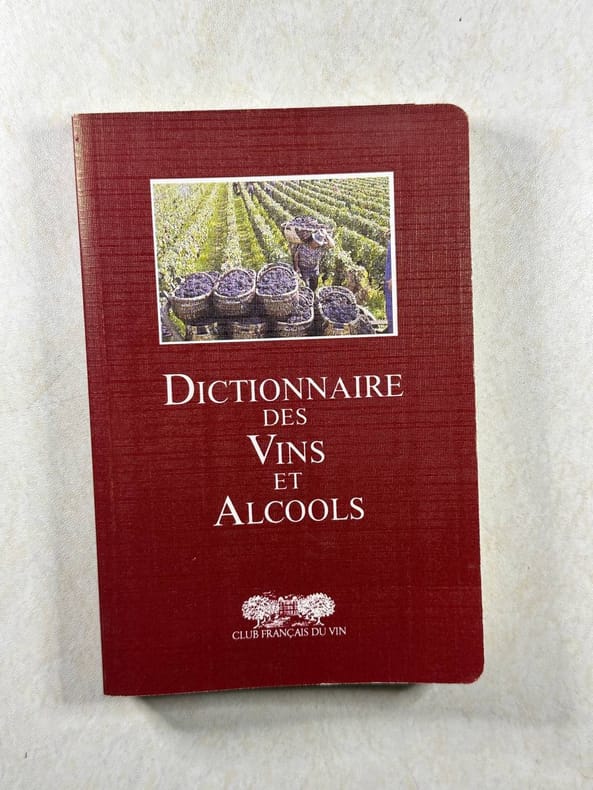 DICTIONNAIRE
DES
VINS
ET
ALCOOLS
CLUB FRANÇAIS DU VIN